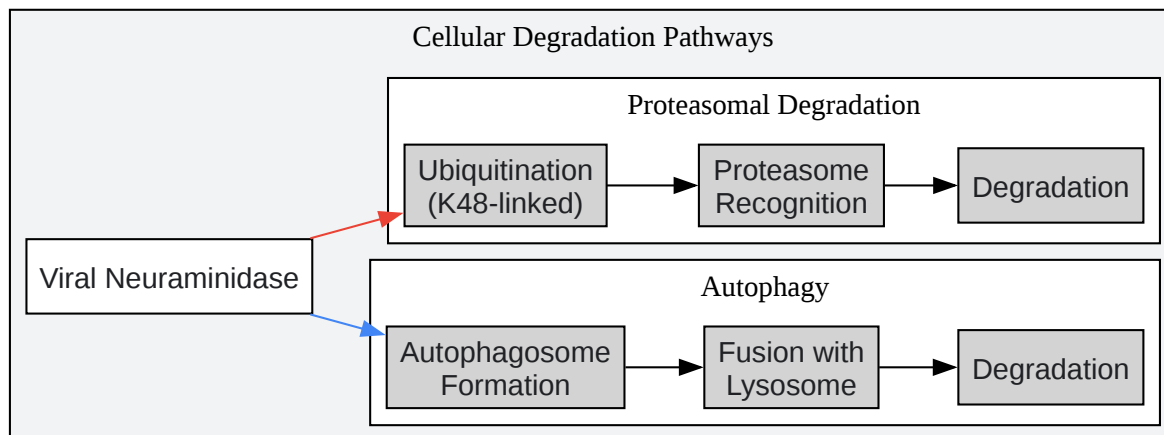 Cellular Degradation Pathways
Proteasomal Degradation
Ubiquitination
(K48-linked)
Proteasome
Recognition
Degradation
Viral Neuraminidase
Autophagy
Autophagosome
Formation
Fusion with
Lysosome
Degradation